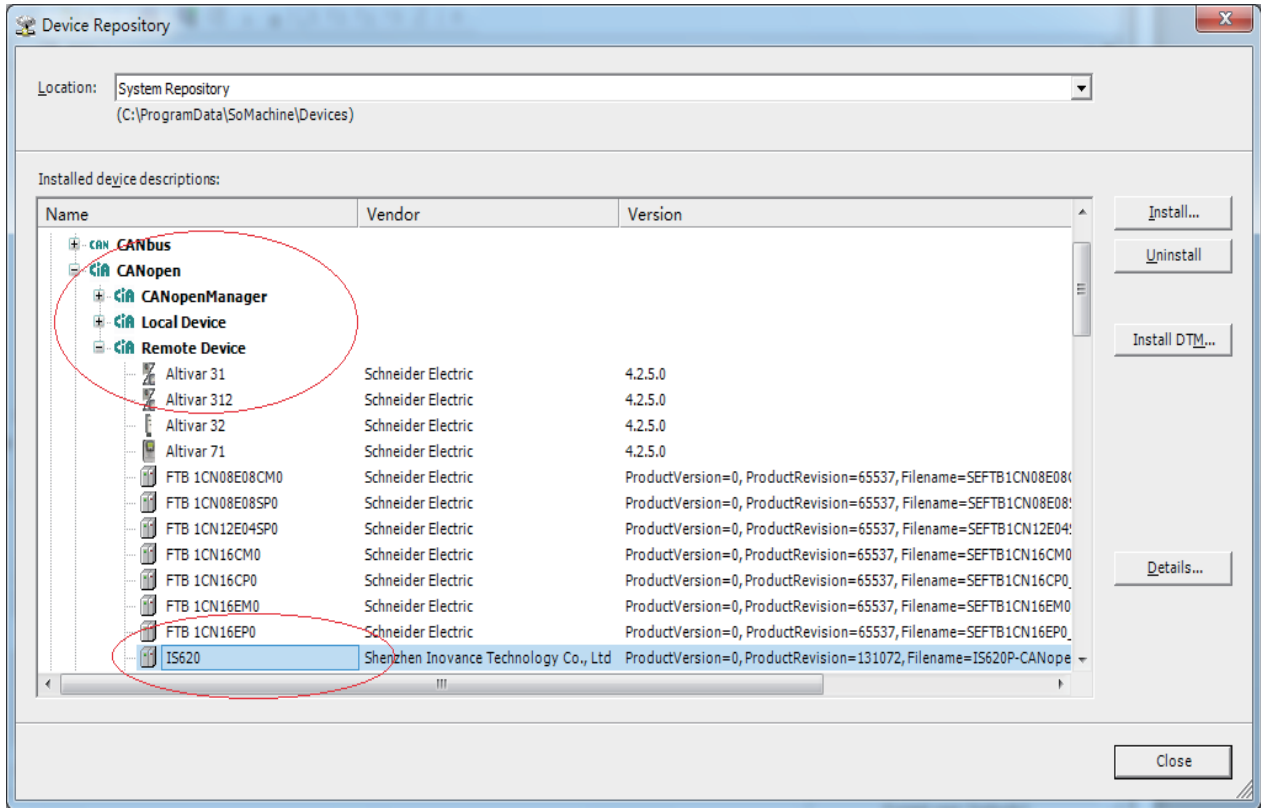 Device Repository
Location: System Repository
(C:\ProgramData\SoMachine\Devices)
Installed device descriptions:
Name Vendor Version
CAN CANbus
CiA CANopen
CiA CANopenManager
CiA Local Device
CiA Remote Device
Altivar 31 Schneider Electric 4.2.5.0
Altivar 312 Schneider Electric 4.2.5.0
Altivar 32 Schneider Electric 4.2.5.0
Altivar 71 Schneider Electric 4.2.5.0
FTB 1CN08E08CM0 Schneider Electric ProductVersion=0, ProductRevision=65537, Filename=SEFTB1CN08E08(
FTB 1CN08E08SP0 Schneider Electric ProductVersion=0, ProductRevision=65537, Filename=SEFTB1CN08E08
FTB 1CN12E04SP0 Schneider Electric ProductVersion=0, ProductRevision=65537, Filename=SEFTB1CN12E04
FTB 1CN16CM0 Schneider Electric ProductVersion=0, ProductRevision=65537, Filename=SEFTB1CN16CM0
FTB 1CN16CP0 Schneider Electric ProductVersion=0, ProductRevision=65537, Filename=SEFTB1CN16CP0_
FTB 1CN16EM0 Schneider Electric ProductVersion=0, ProductRevision=65537, Filename=SEFTB1CN16EM0
FTB 1CN16EP0 Schneider Electric ProductVersion=0, ProductRevision=65537, Filename=SEFTB1CN16EP0_
IS620 Shenzhen Inovance Technology Co., Ltd ProductVersion=0, ProductRevision=131072, Filename=IS620P-CANope
Install...
Uninstall
Install DTM...
Details...
Close